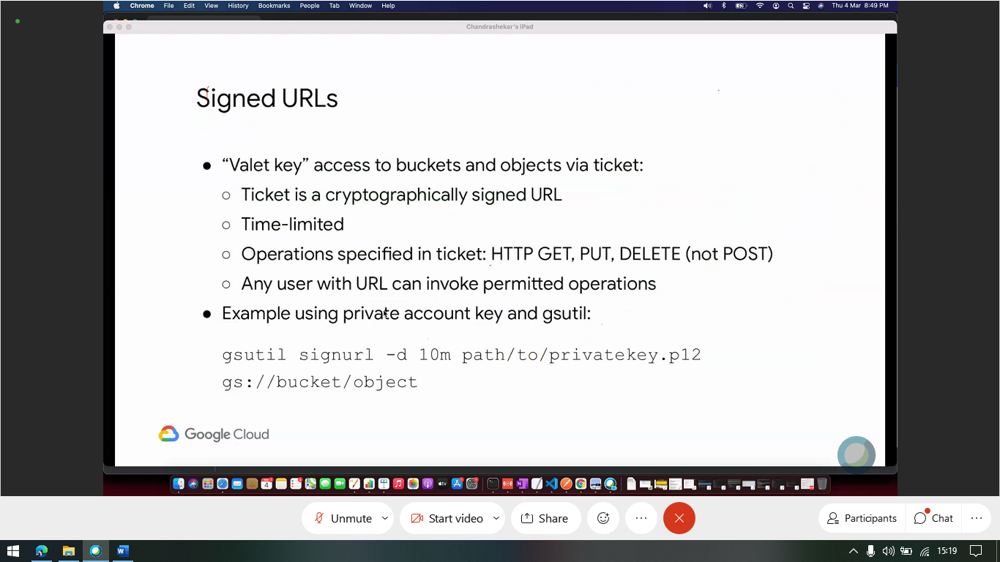 Chrome File Edit View History Bookmarks People Tab Window Help Thu 4 Mar 8:49 PM
Chandrashekar's iPad
Signed URLs
● “Valet key” access to buckets and objects via ticket:
○ Ticket is a cryptographically signed URL
○ Time-limited
○ Operations specified in ticket: HTTP GET, PUT, DELETE (not POST)
○ Any user with URL can invoke permitted operations
● Example using private account key and gsutil:
gsutil signurl -d 10m path/to/privatekey.p12
gs://bucket/object
Google Cloud
Unmute Start video Share Participants Chat
15:19